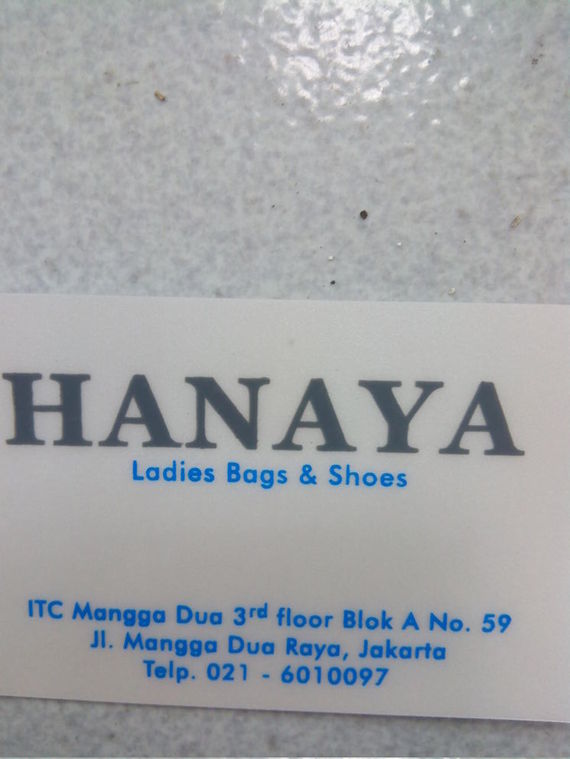 HANAYA
Ladies Bags & Shoes
ITC Mangga Dua 3rd floor Blok A No. 59
Jl. Mangga Dua Raya, Jakarta
Telp. 021 - 6010097